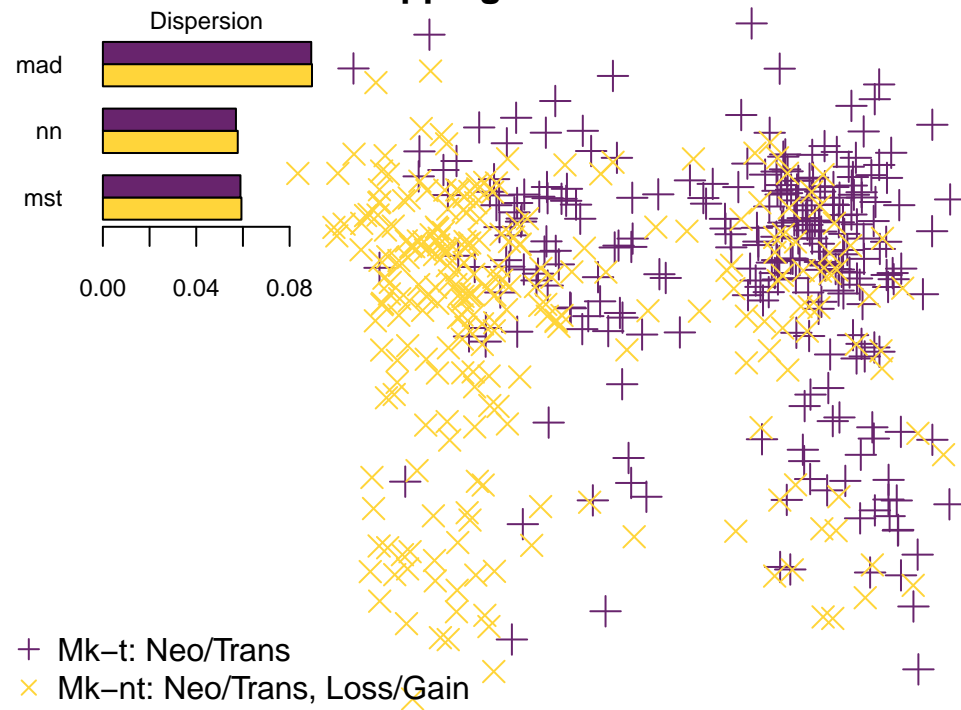 Dispersion
mad
nn
mst
0.00 0.04 0.08
Mk−t: Neo/Trans
Mk−nt: Neo/Trans, Loss/Gain